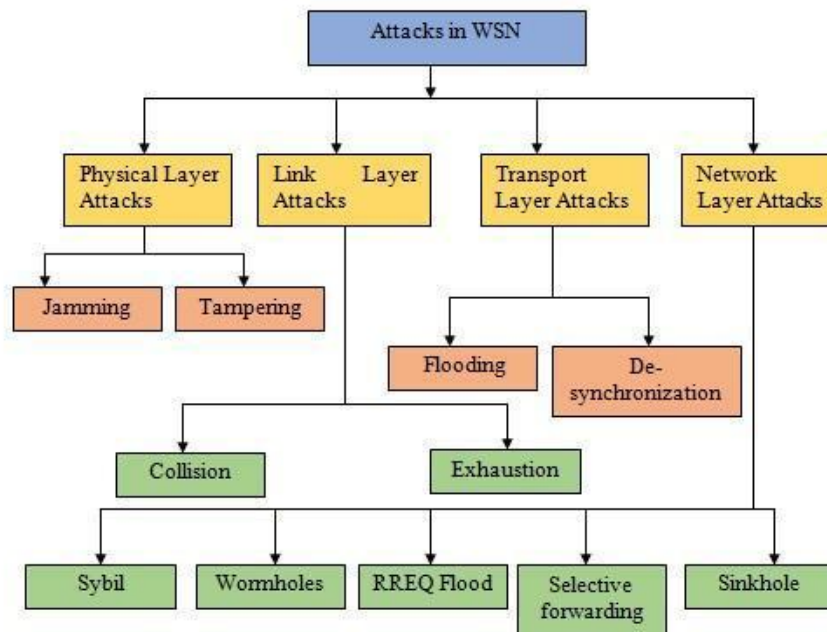 Attacks in WSN
Physical Layer
Attacks
Link Layer
Attacks
Transport
Layer Attacks
Network
Layer Attacks
Jamming
Tampering
Flooding
De-
synchronization
Collision
Exhaustion
Sybil
Wormholes
RREQ Flood
Selective
forwarding
Sinkhole